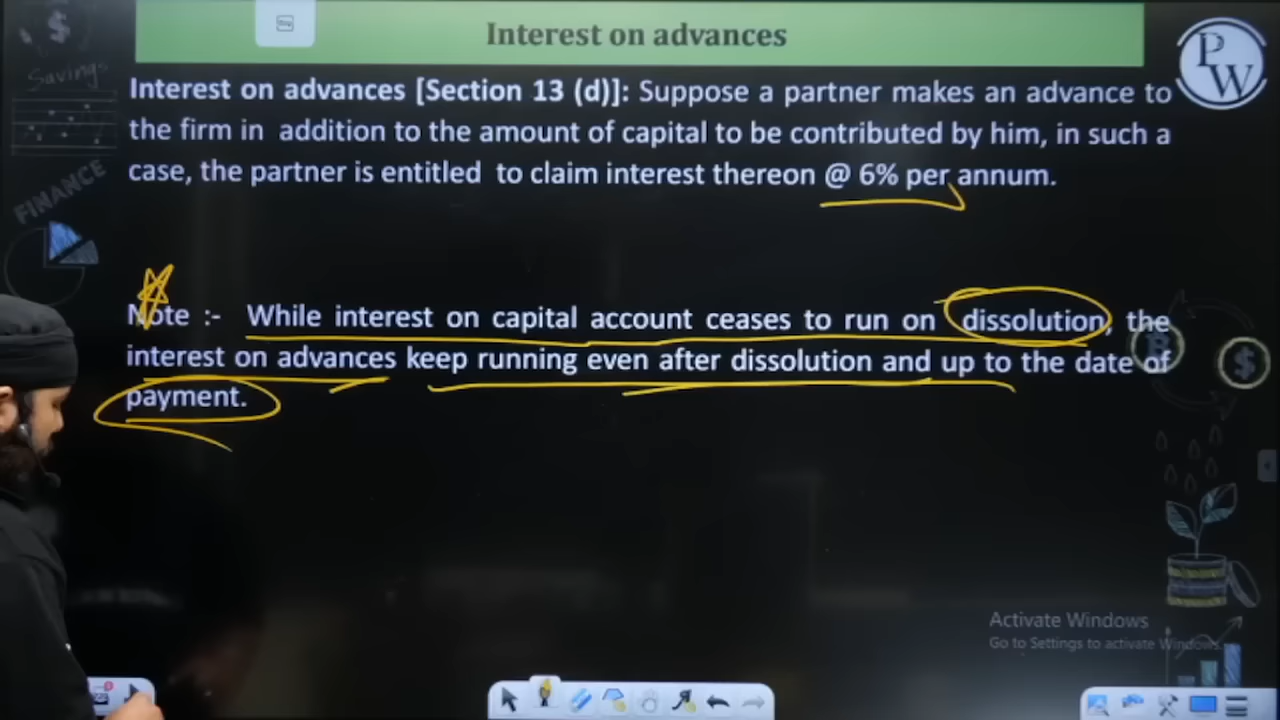 Interest on advances
Savings
FINANCE
P
W
Interest on advances [Section 13 (d)]: Suppose a partner makes an advance to
the firm in addition to the amount of capital to be contributed by him, in such a
case, the partner is entitled to claim interest thereon @ 6% per annum.
Note :- While interest on capital account ceases to run on dissolution, the
interest on advances keep running even after dissolution and up to the date of
payment.
Activate Windows
Go to Settings to activate Windows.